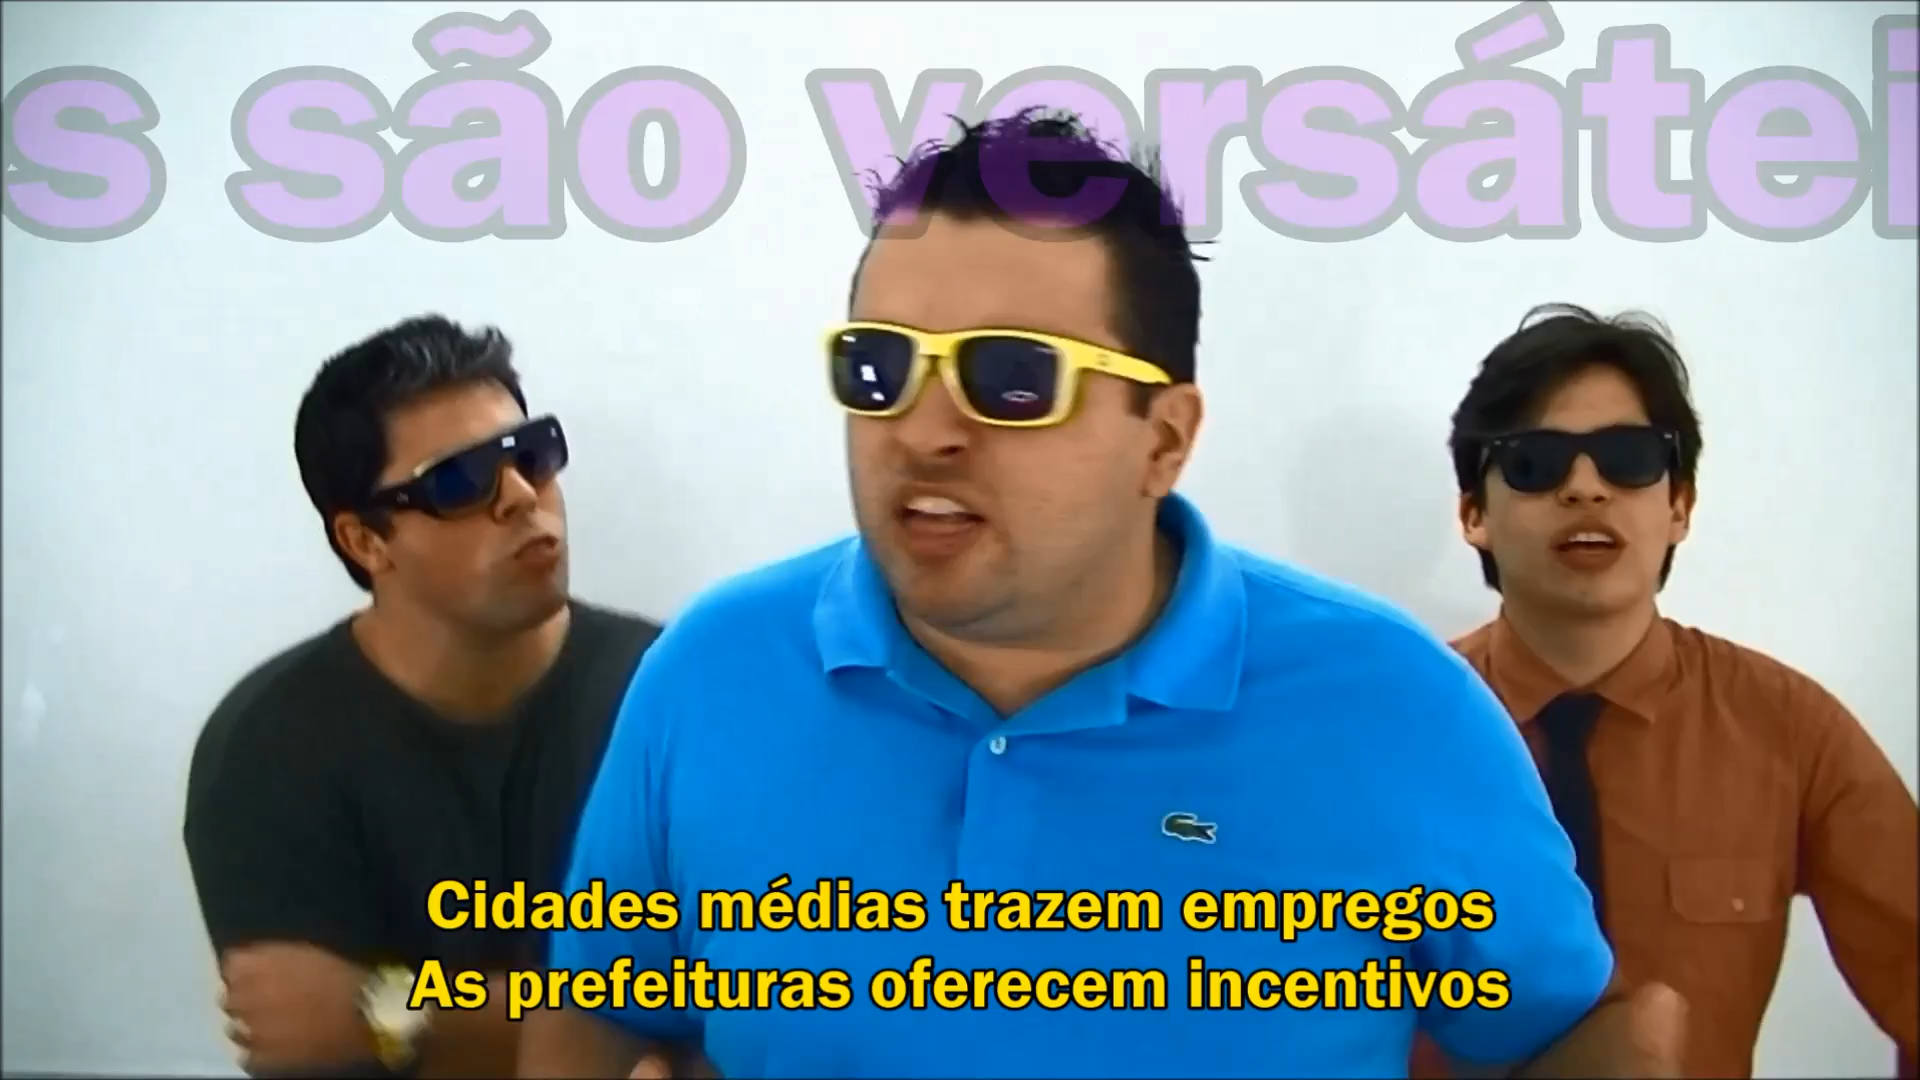 s são versátei
Cidades médias trazem empregos
As prefeituras oferecem incentivos